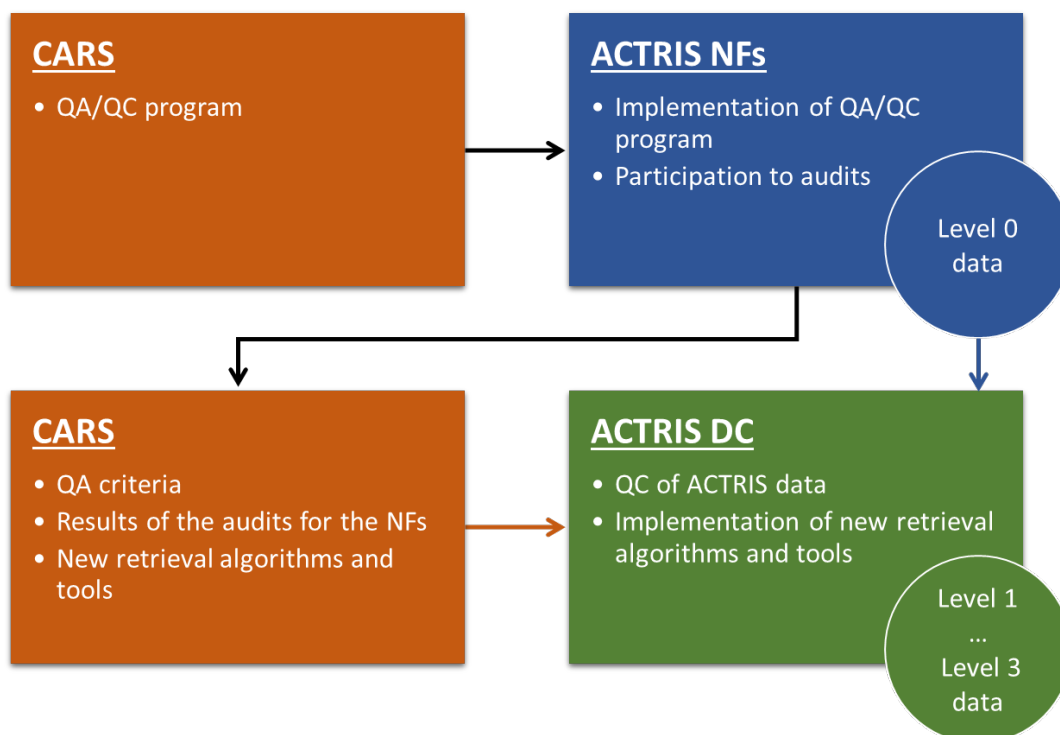 CARS
• QA/QC program
ACTRIS NFs
• Implementation of QA/QC
program
• Participation to audits
Level 0
data
CARS
• QA criteria
• Results of the audits for the NFs
• New retrieval algorithms and
tools
ACTRIS DC
• QC of ACTRIS data
• Implementation of new retrieval
algorithms and tools
Level 1
...
Level 3
data